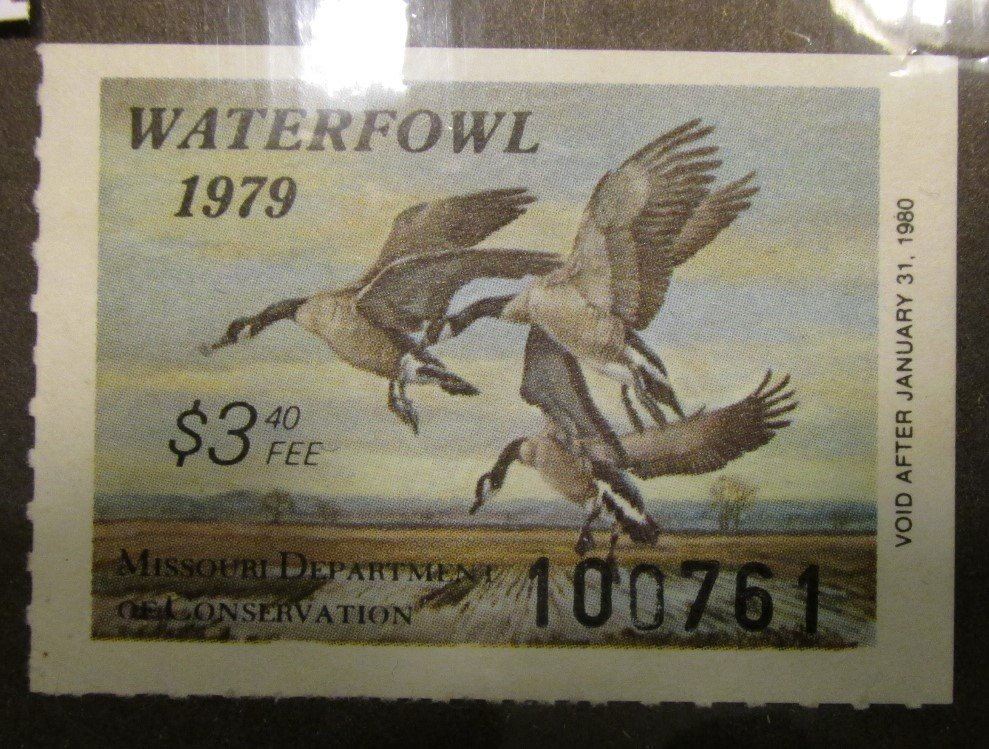 WATERFOWL
1979
$3 40
FEE
MISSOURI DEPARTMENT
OF CONSERVATION
100761
VOID AFTER JANUARY 31, 1980